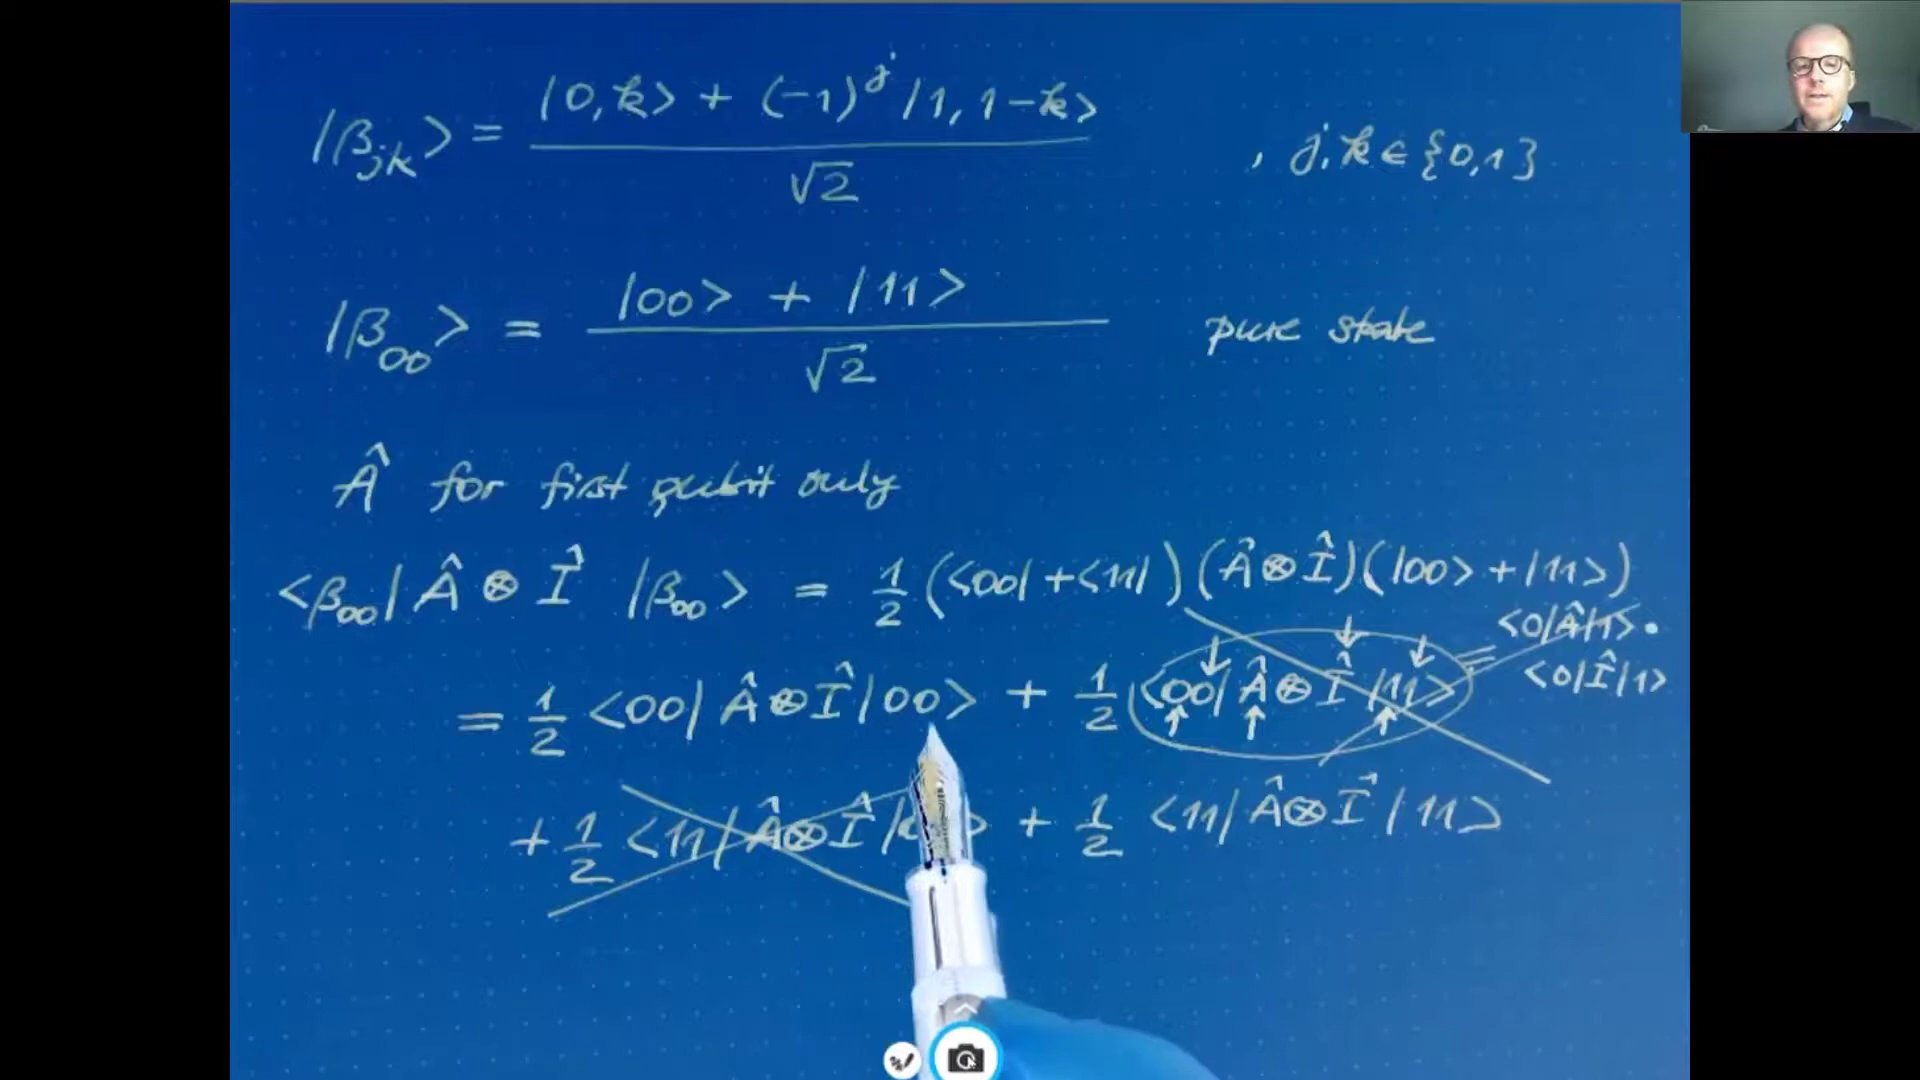 |β_jk> = (|0,k> + (-1)^j |1,1-k>) / √2 , j,k ∈ {0,1}
|β_00> = (|00> + |11>) / √2 pure state
Â for first qubit only
<β_00| Â ⊗ Î |β_00> = 1/2 (<00| + <11|) (Â ⊗ Î) (|00> + |11>)
= 1/2 <00| Â ⊗ Î |00> + 1/2 <00| Â ⊗ Î |11> = <0|Â|1> · <0|Î|1>
+ 1/2 <11| Â ⊗ Î | > + 1/2 <11| Â ⊗ Î |11>